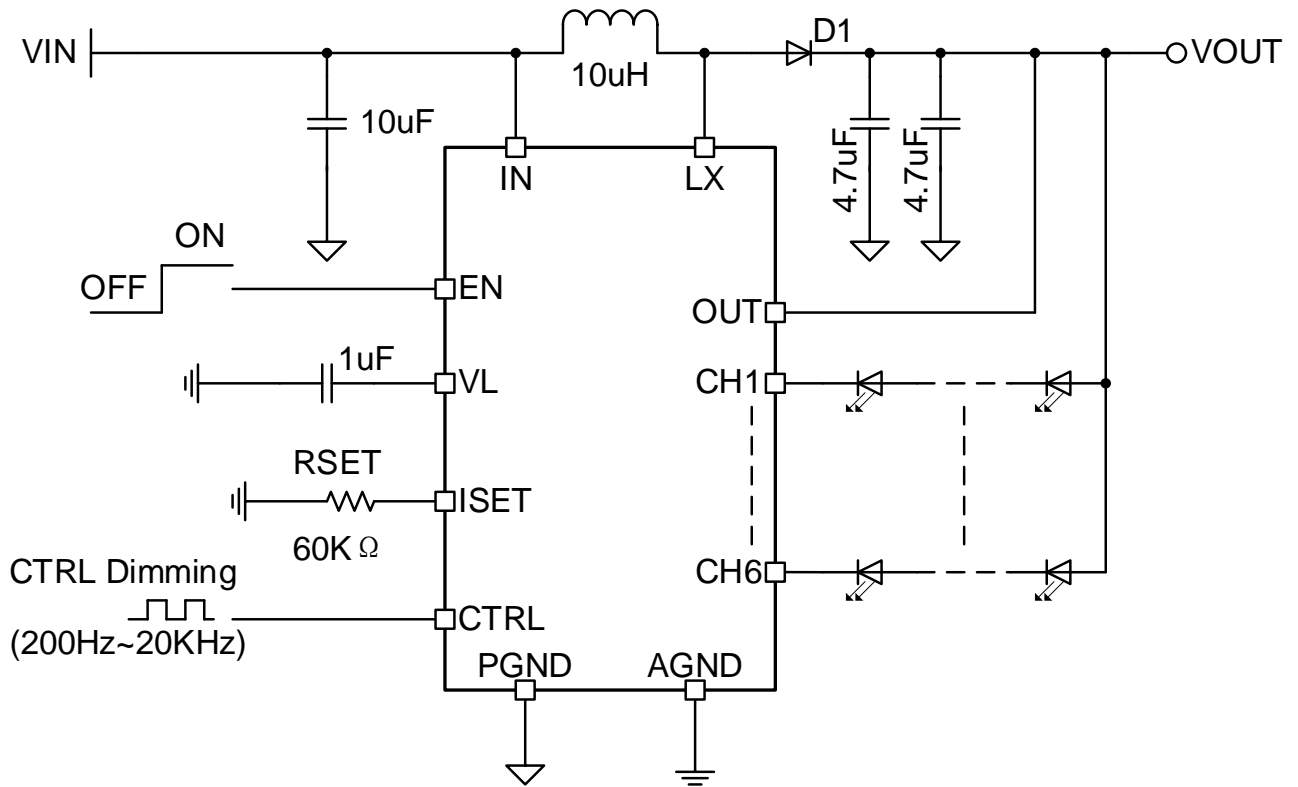 VIN
10uH
D1
VOUT
10uF
4.7uF
4.7uF
IN
LX
ON
OFF
EN
OUT
1uF
VL
CH1
RSET
ISET
60KΩ
CH6
CTRL Dimming
CTRL
(200Hz~20KHz)
PGND
AGND